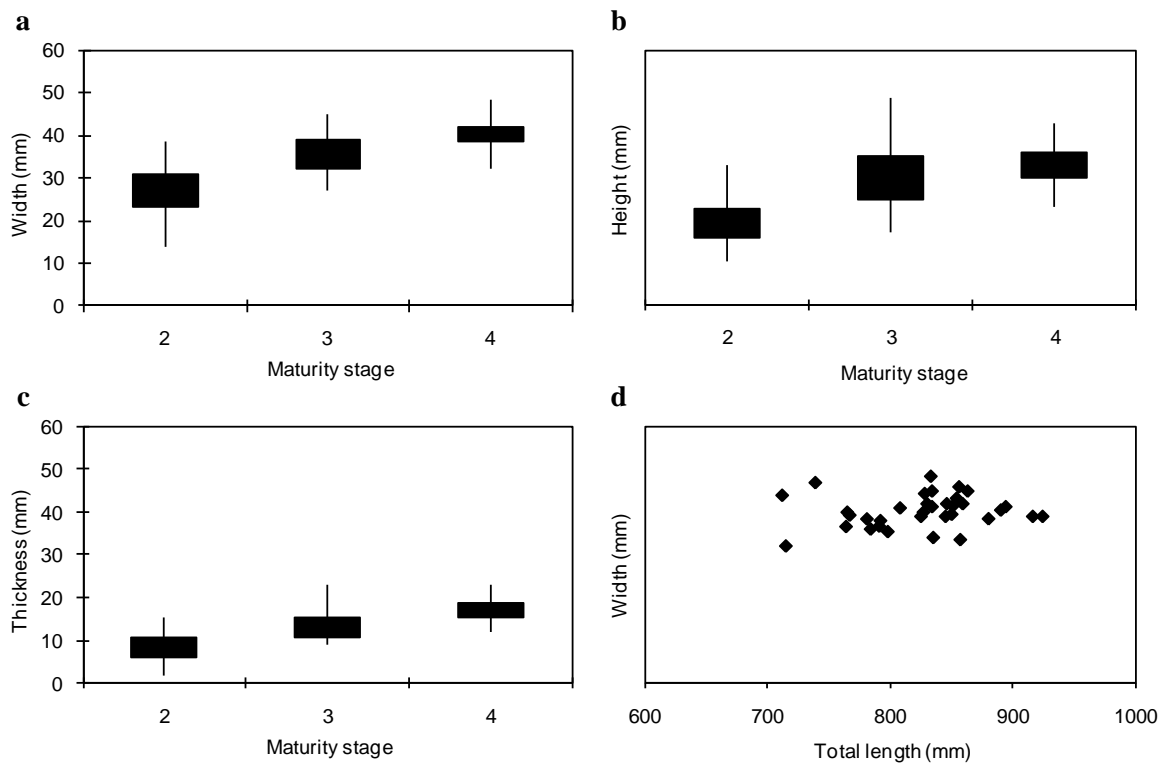 a
60
50
40
30
20
10
0
Width (mm)
2 3 4
Maturity stage
b
Height (mm)
2 3 4
Maturity stage
c
60
50
40
30
20
10
0
Thickness (mm)
2 3 4
Maturity stage
d
Width (mm)
600 700 800 900 1000
Total length (mm)